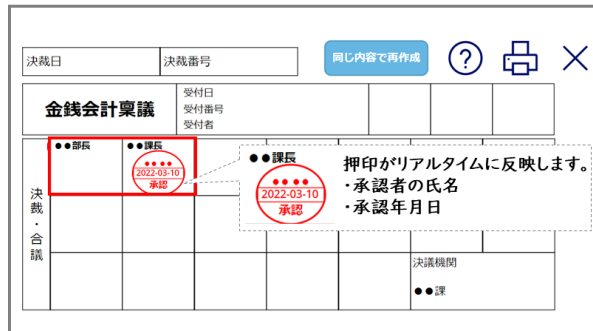 決裁日
決裁番号
同じ内容で再作成
?
金銭会計稟議
受付日
受付番号
受付者
●●部長
●●課長
●●●●
2022-03-10
承認
●●課長
●●●●
2022-03-10
承認
押印がリアルタイムに反映します。
・承認者の氏名
・承認年月日
決裁・合議
決議機関
●●課